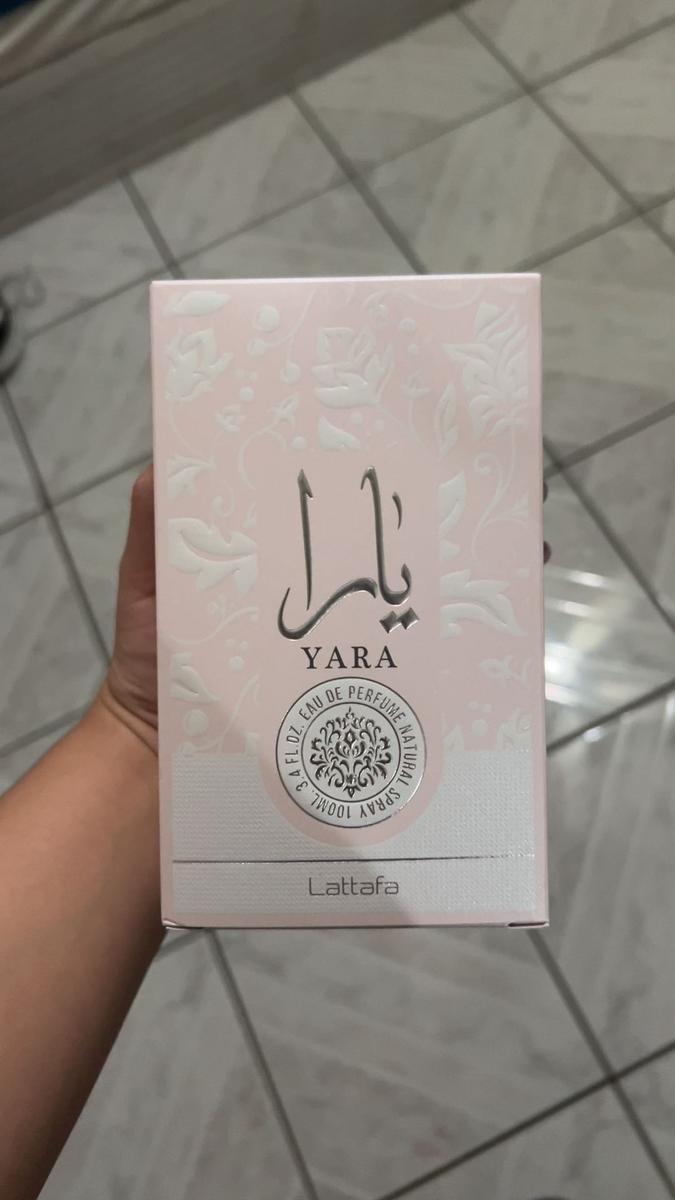 يارا
YARA
EAU DE PERFUME NATURAL SPRAY 100ML. 3.4 FL.OZ.
Lattafa